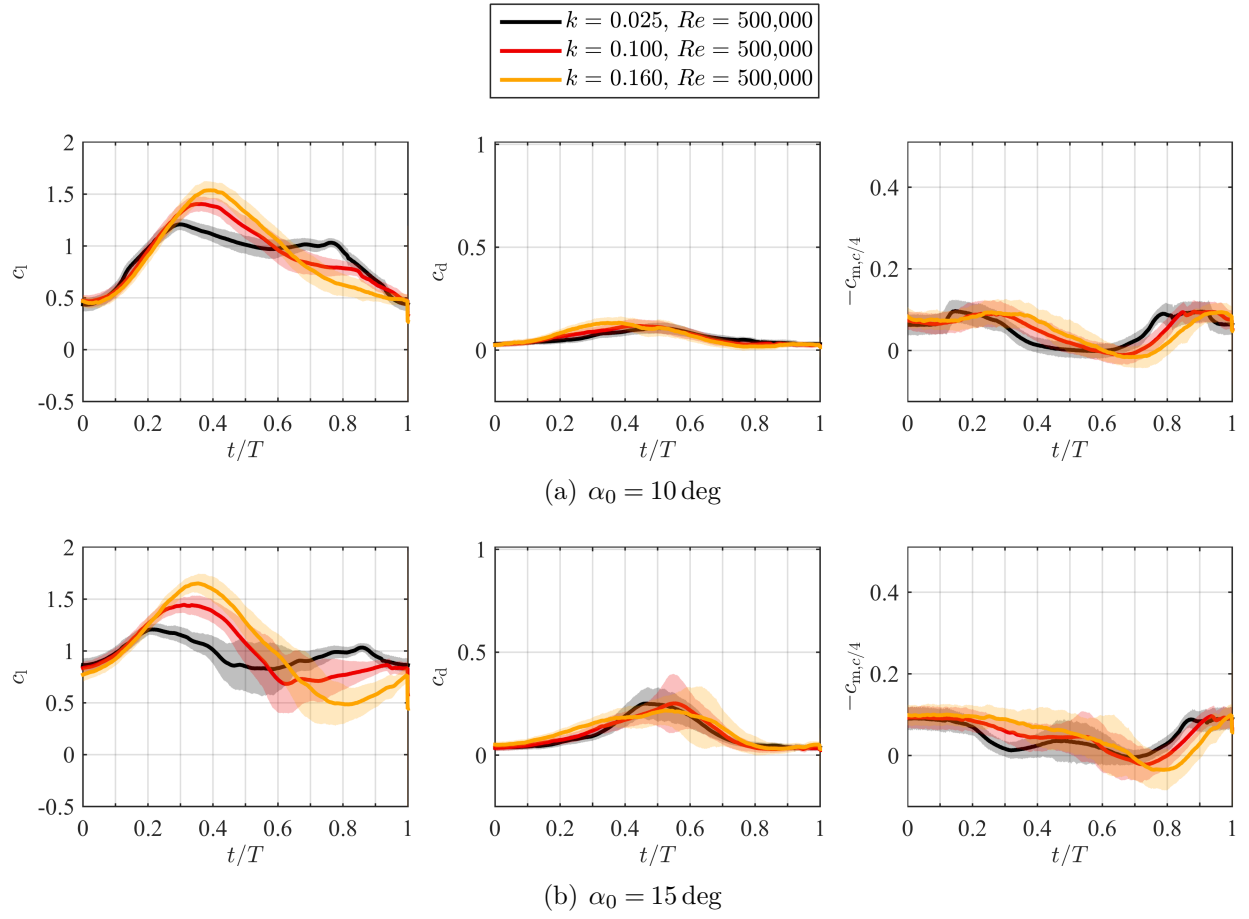 k = 0.025, Re = 500,000
k = 0.100, Re = 500,000
k = 0.160, Re = 500,000
2
1.5
1
0.5
0
-0.5
c_l
0 0.2 0.4 0.6 0.8 1
t/T
1
0.5
0
c_d
0 0.2 0.4 0.6 0.8 1
t/T
0.4
0.2
0
−c_{m,c/4}
0 0.2 0.4 0.6 0.8 1
t/T
(a) α₀ = 10 deg
2
1.5
1
0.5
0
-0.5
c_l
0 0.2 0.4 0.6 0.8 1
t/T
1
0.5
0
c_d
0 0.2 0.4 0.6 0.8 1
t/T
0.4
0.2
0
−c_{m,c/4}
0 0.2 0.4 0.6 0.8 1
t/T
(b) α₀ = 15 deg